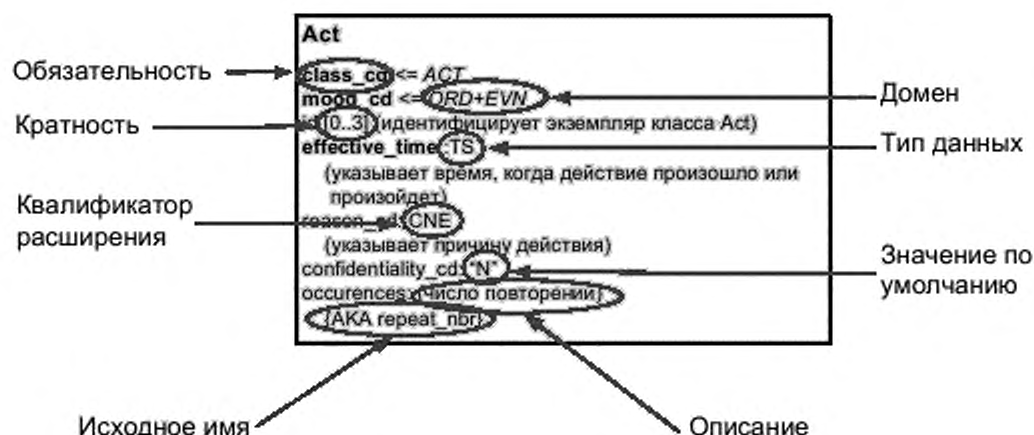 Act
Обязательность
class_cd <= ACT
mood_cd <= ORD+EVN
Домен
Кратность
id [0..3] (идентифицирует экземпляр класса Act)
effective_time:TS
Тип данных
(указывает время, когда действие произошло или
произойдет)
Квалификатор
расширения
reason_cd: CNE
(указывает причину действия)
confidentiality_cd: "N"
Значение по
умолчанию
occurences: (число повторении)
{AKA repeat_nbr}
Исходное имя
Описание